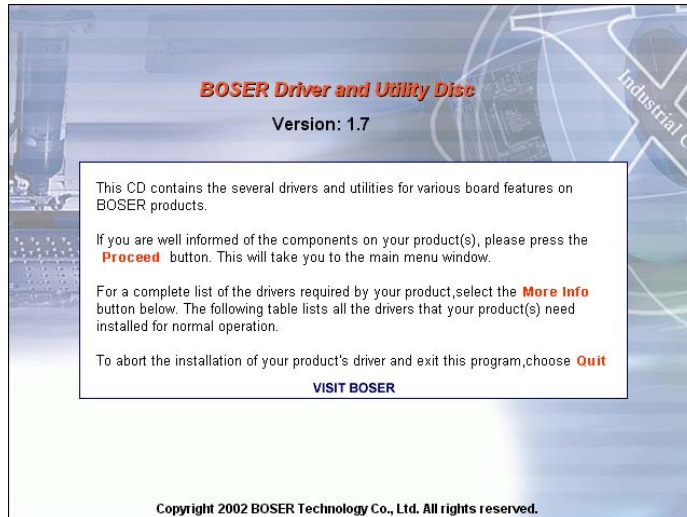 BOSER Driver and Utility Disc
Version: 1.7
Industrial
This CD contains the several drivers and utilities for various board features on
BOSER products.
If you are well informed of the components on your product(s), please press the
Proceed button. This will take you to the main menu window.
For a complete list of the drivers required by your product,select the More Info
button below. The following table lists all the drivers that your product(s) need
installed for normal operation.
To abort the installation of your product's driver and exit this program,choose Quit
VISIT BOSER
Copyright 2002 BOSER Technology Co., Ltd. All rights reserved.